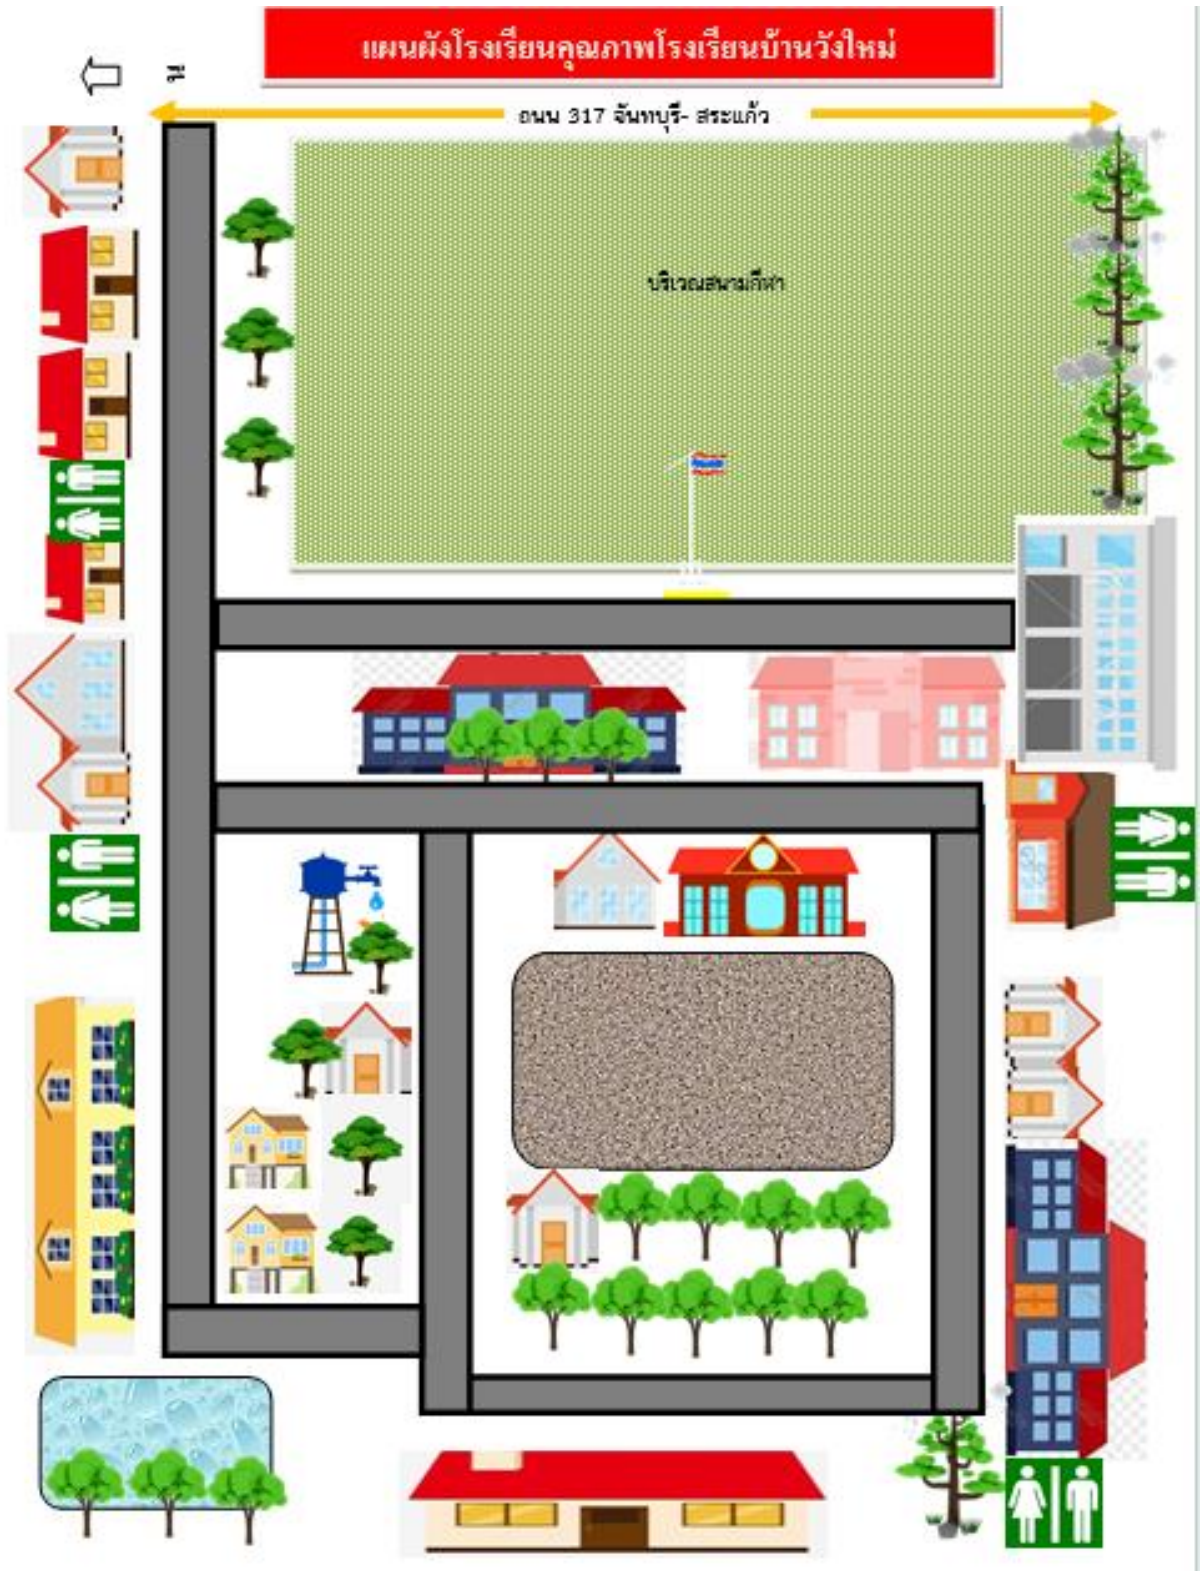 แผนผังโรงเรียนคุณภาพโรงเรียนบ้านวังใหม่
น
ถนน 317 จันทบุรี- สระแก้ว
บริเวณสนามกีฬา